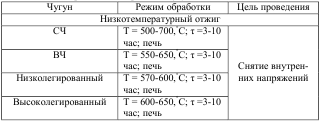 Чугун Режим обработки Цель проведения
Низкотемпературный отжиг
СЧ T = 500-700,°C; τ =3-10
час; печь
ВЧ T = 550-650,°C; τ =3-10
час; печь
Низколегированный T = 570-600,°C; τ =3-10
час; печь
Высоколегированный T = 600-650,°C; τ =3-10
час; печь
Снятие внутрен-
них напряжений